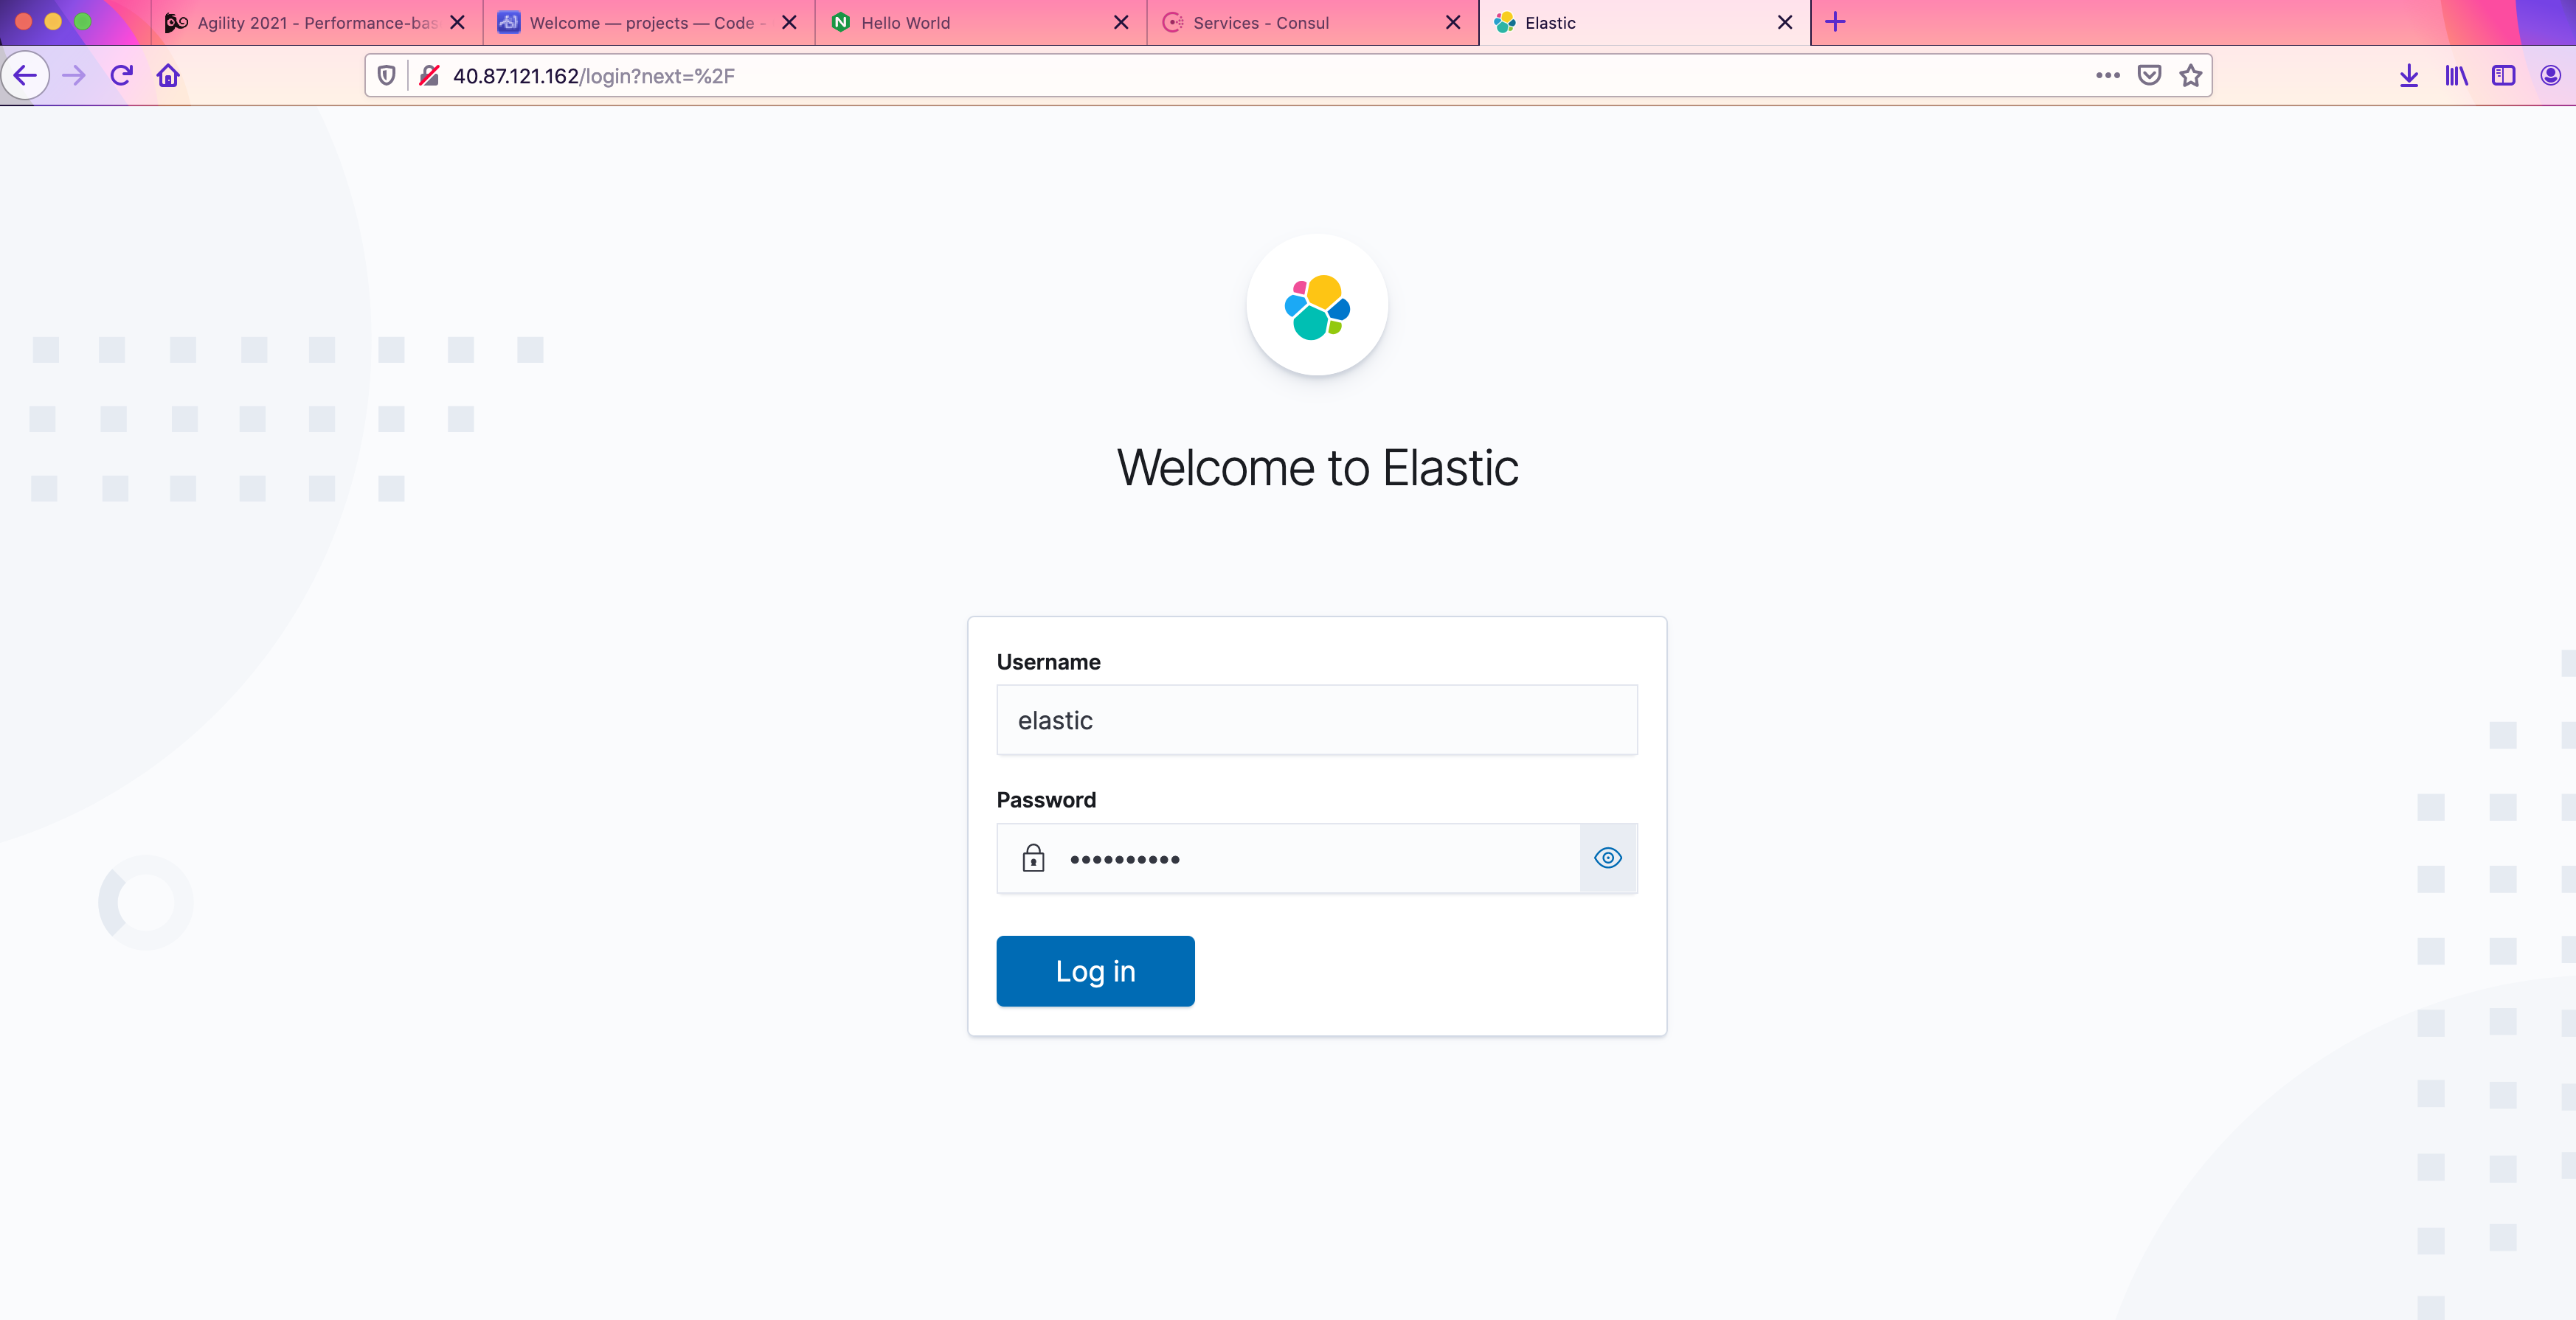 Agility 2021 - Performance-bas
Welcome — projects — Code -
Hello World
Services - Consul
Elastic
40.87.121.162/login?next=%2F
Welcome to Elastic
Username
elastic
Password
••••••••••
Log in